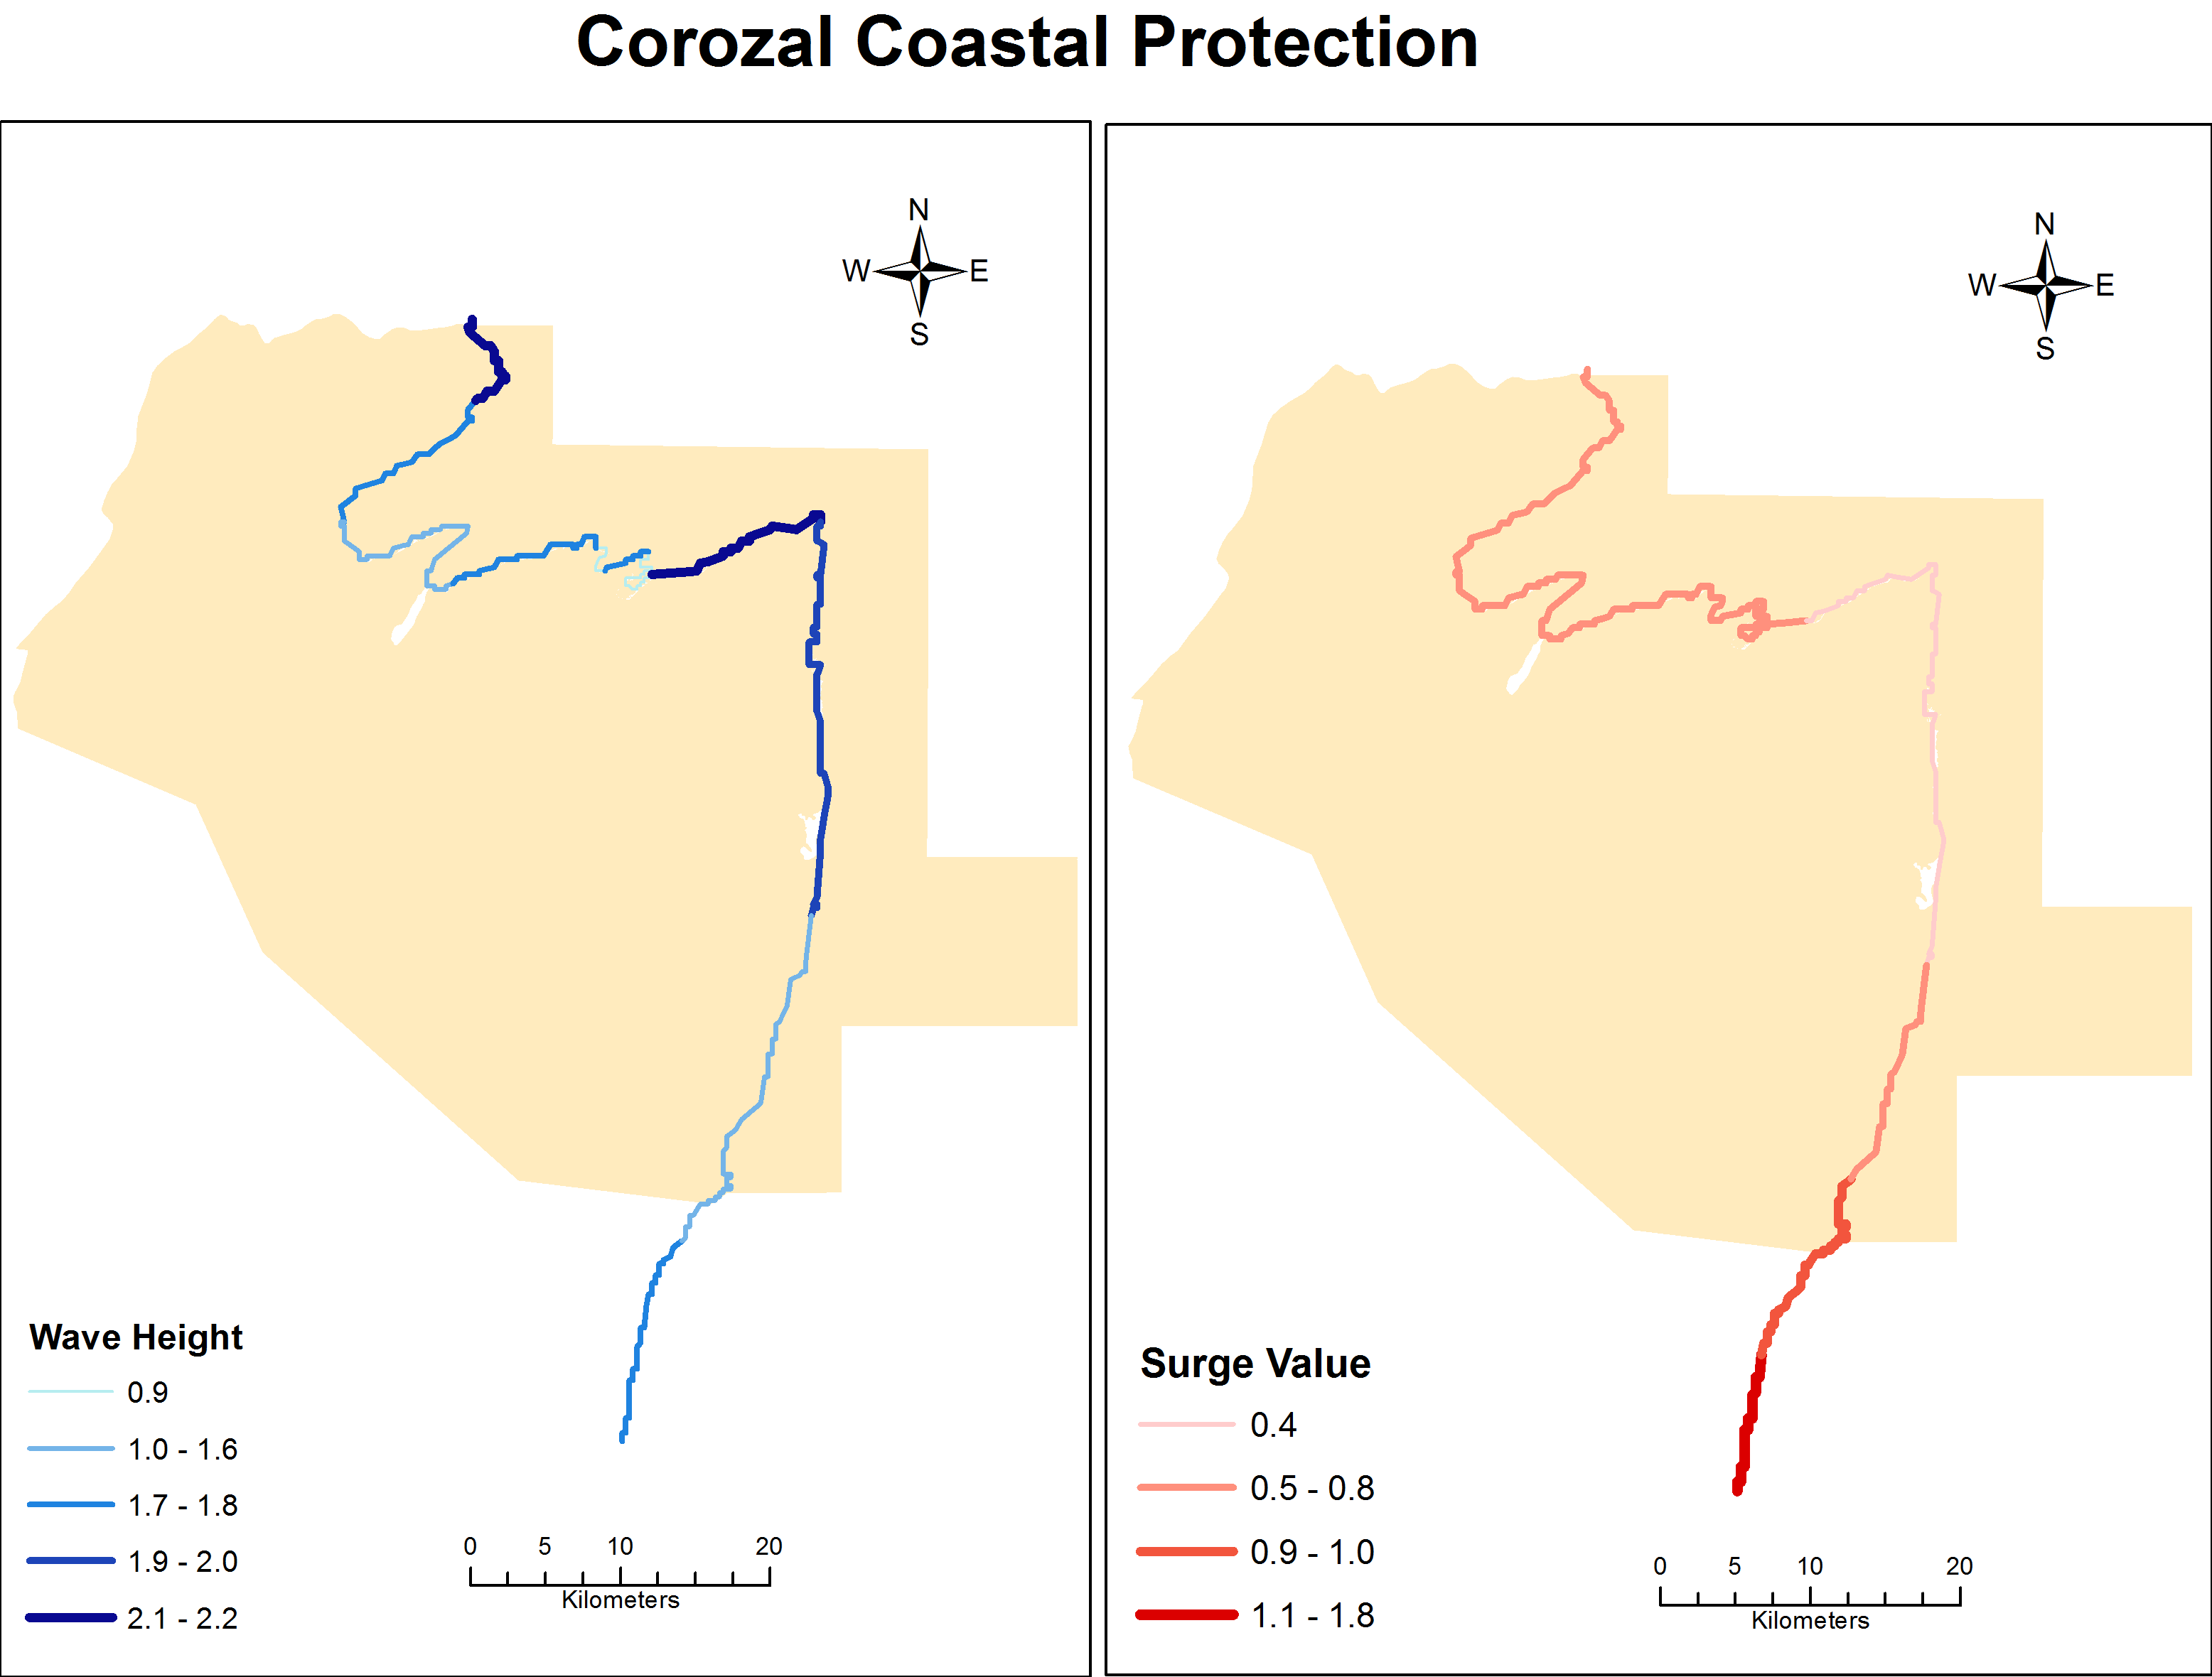 Corozal Coastal Protection
N
W E
S
Wave Height
0.9
1.0 - 1.6
1.7 - 1.8
1.9 - 2.0
2.1 - 2.2
0 5 10 20
Kilometers
N
W E
S
Surge Value
0.4
0.5 - 0.8
0.9 - 1.0
1.1 - 1.8
0 5 10 20
Kilometers